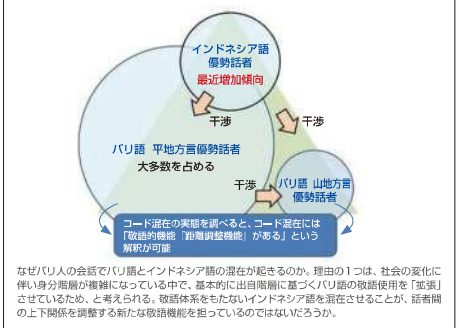 インドネシア語
優勢話者
最近増加傾向
干渉
干渉
バリ語 平地方言優勢話者
大多数を占める
干渉
バリ語 山地方言
優勢話者
コード混在の実態を調べると、コード混在には
「敬語的機能『距離調整機能』がある」という
解釈が可能
なぜバリ人の会話でバリ語とインドネシア語の混在が起きるのか。理由の1つは、社会の変化に
伴い身分階層が複雑になっている中で、基本的に出自階層に基づくバリ語の敬語使用を「拡張」
させているため、と考えられる。敬語体系をもたないインドネシア語を混在させることが、話者間
の上下関係を調整する新たな敬語機能を担っているのではないだろうか。